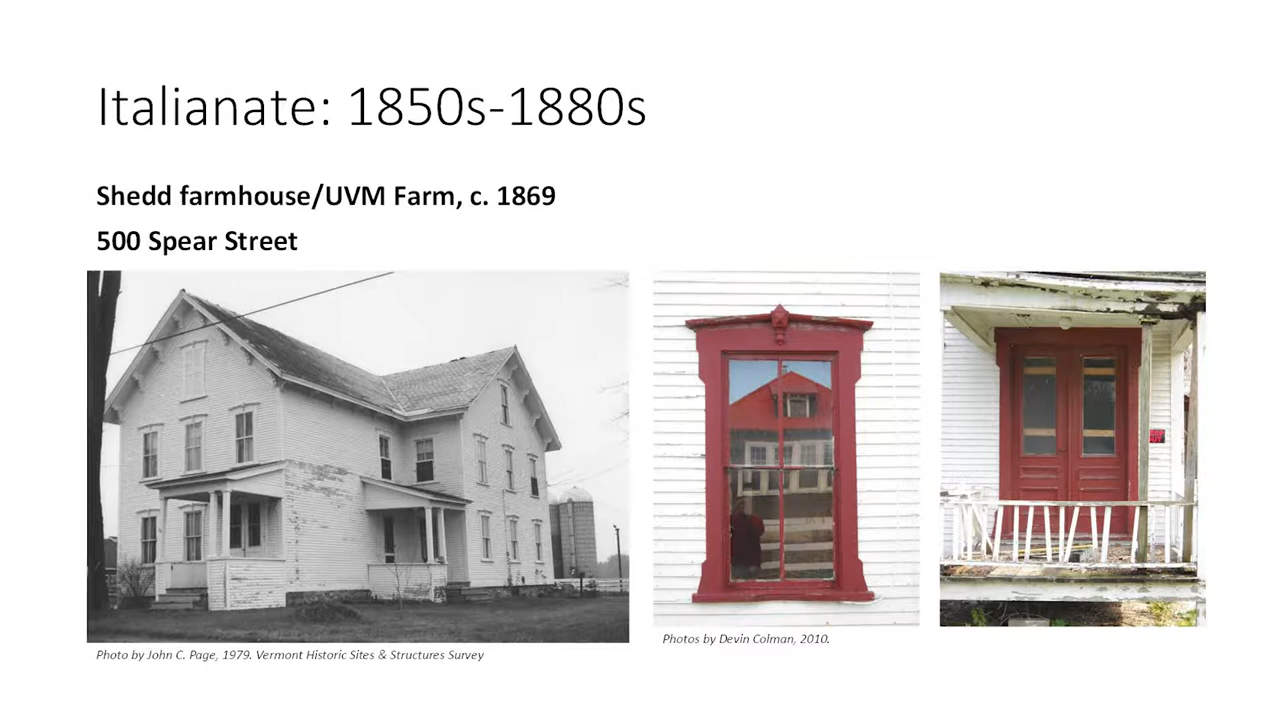 Italianate: 1850s-1880s
Shedd farmhouse/UVM Farm, c. 1869
500 Spear Street
Photos by Devin Colman, 2010.
Photo by John C. Page, 1979. Vermont Historic Sites & Structures Survey